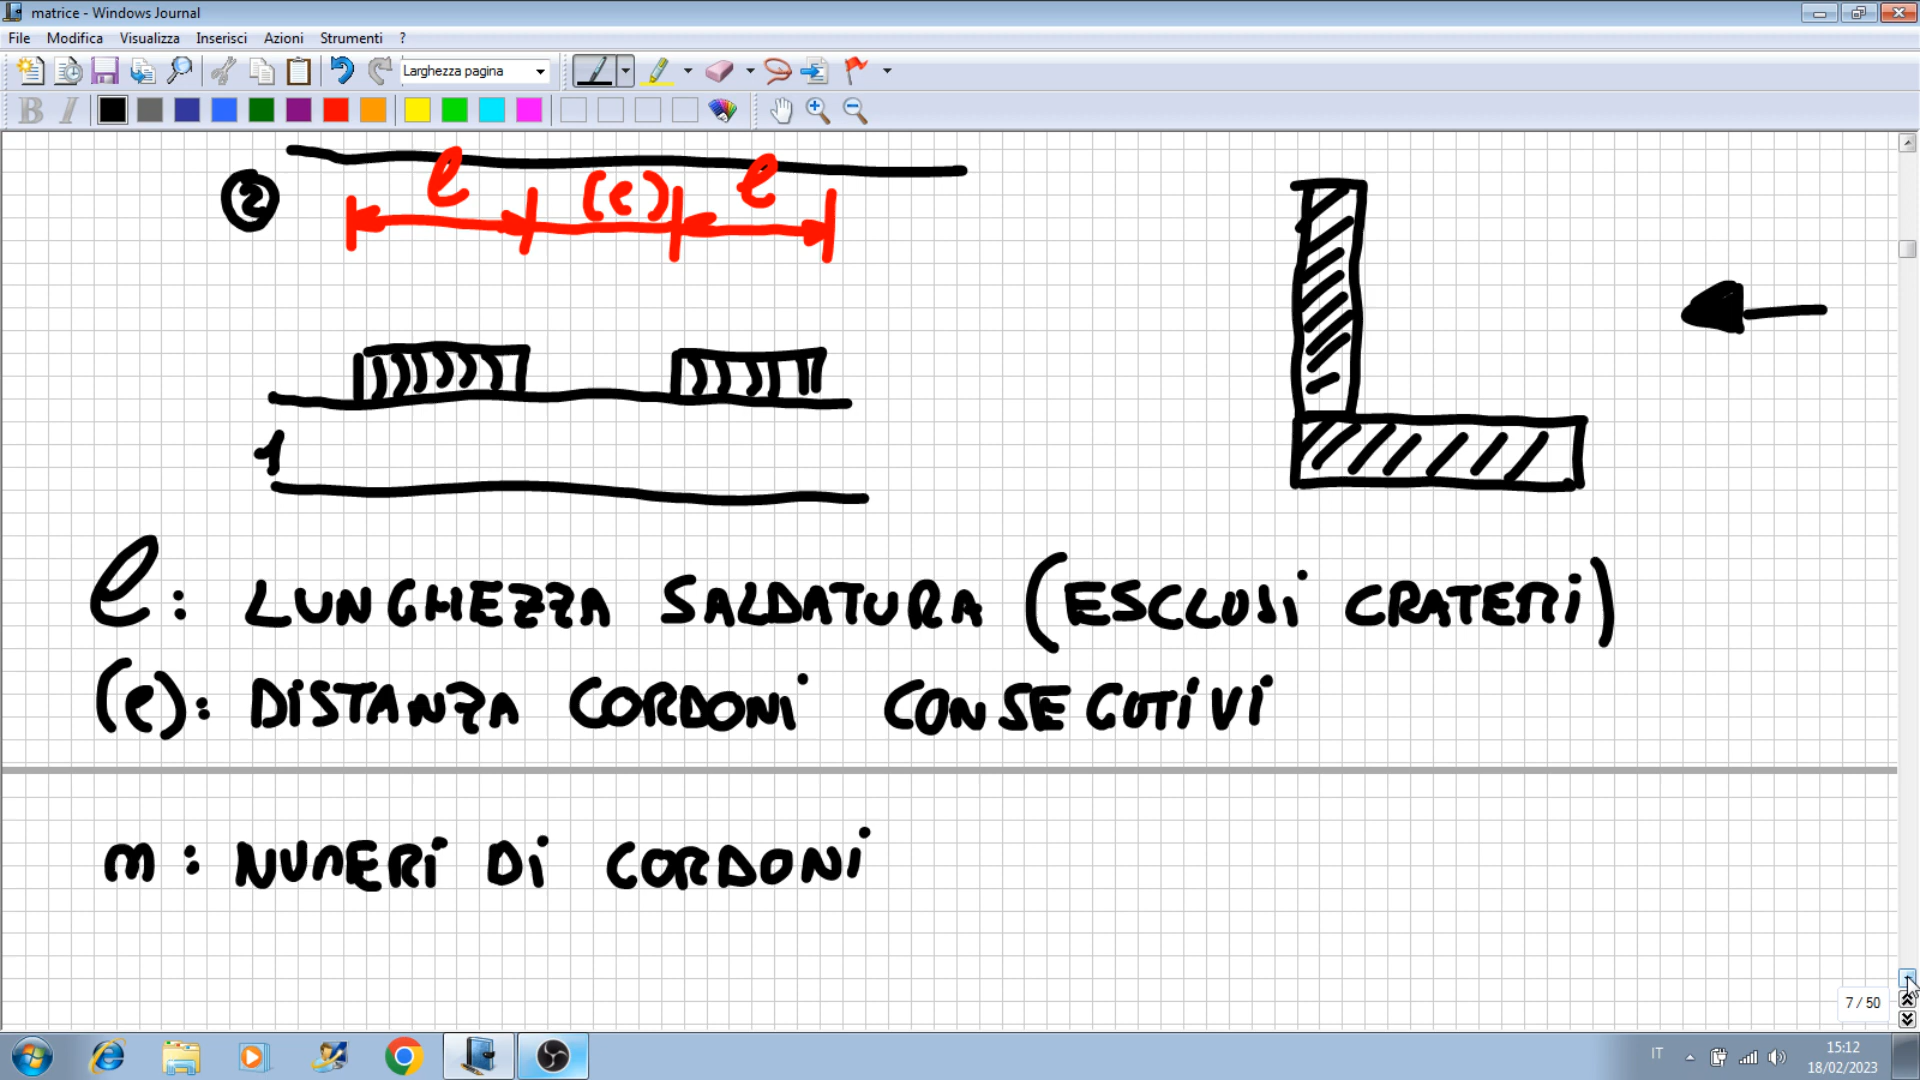 matrice - Windows Journal
File Modifica Visualizza Inserisci Azioni Strumenti ?
Larghezza pagina
B I
2 l (e) l
1
l: LUNGHEZZA SALDATURA (ESCLUSI CRATERI)
(e): DISTANZA CORDONI CONSECUTIVI
m: NUMERI DI CORDONI
7 / 50
IT 15:12
18/02/2023